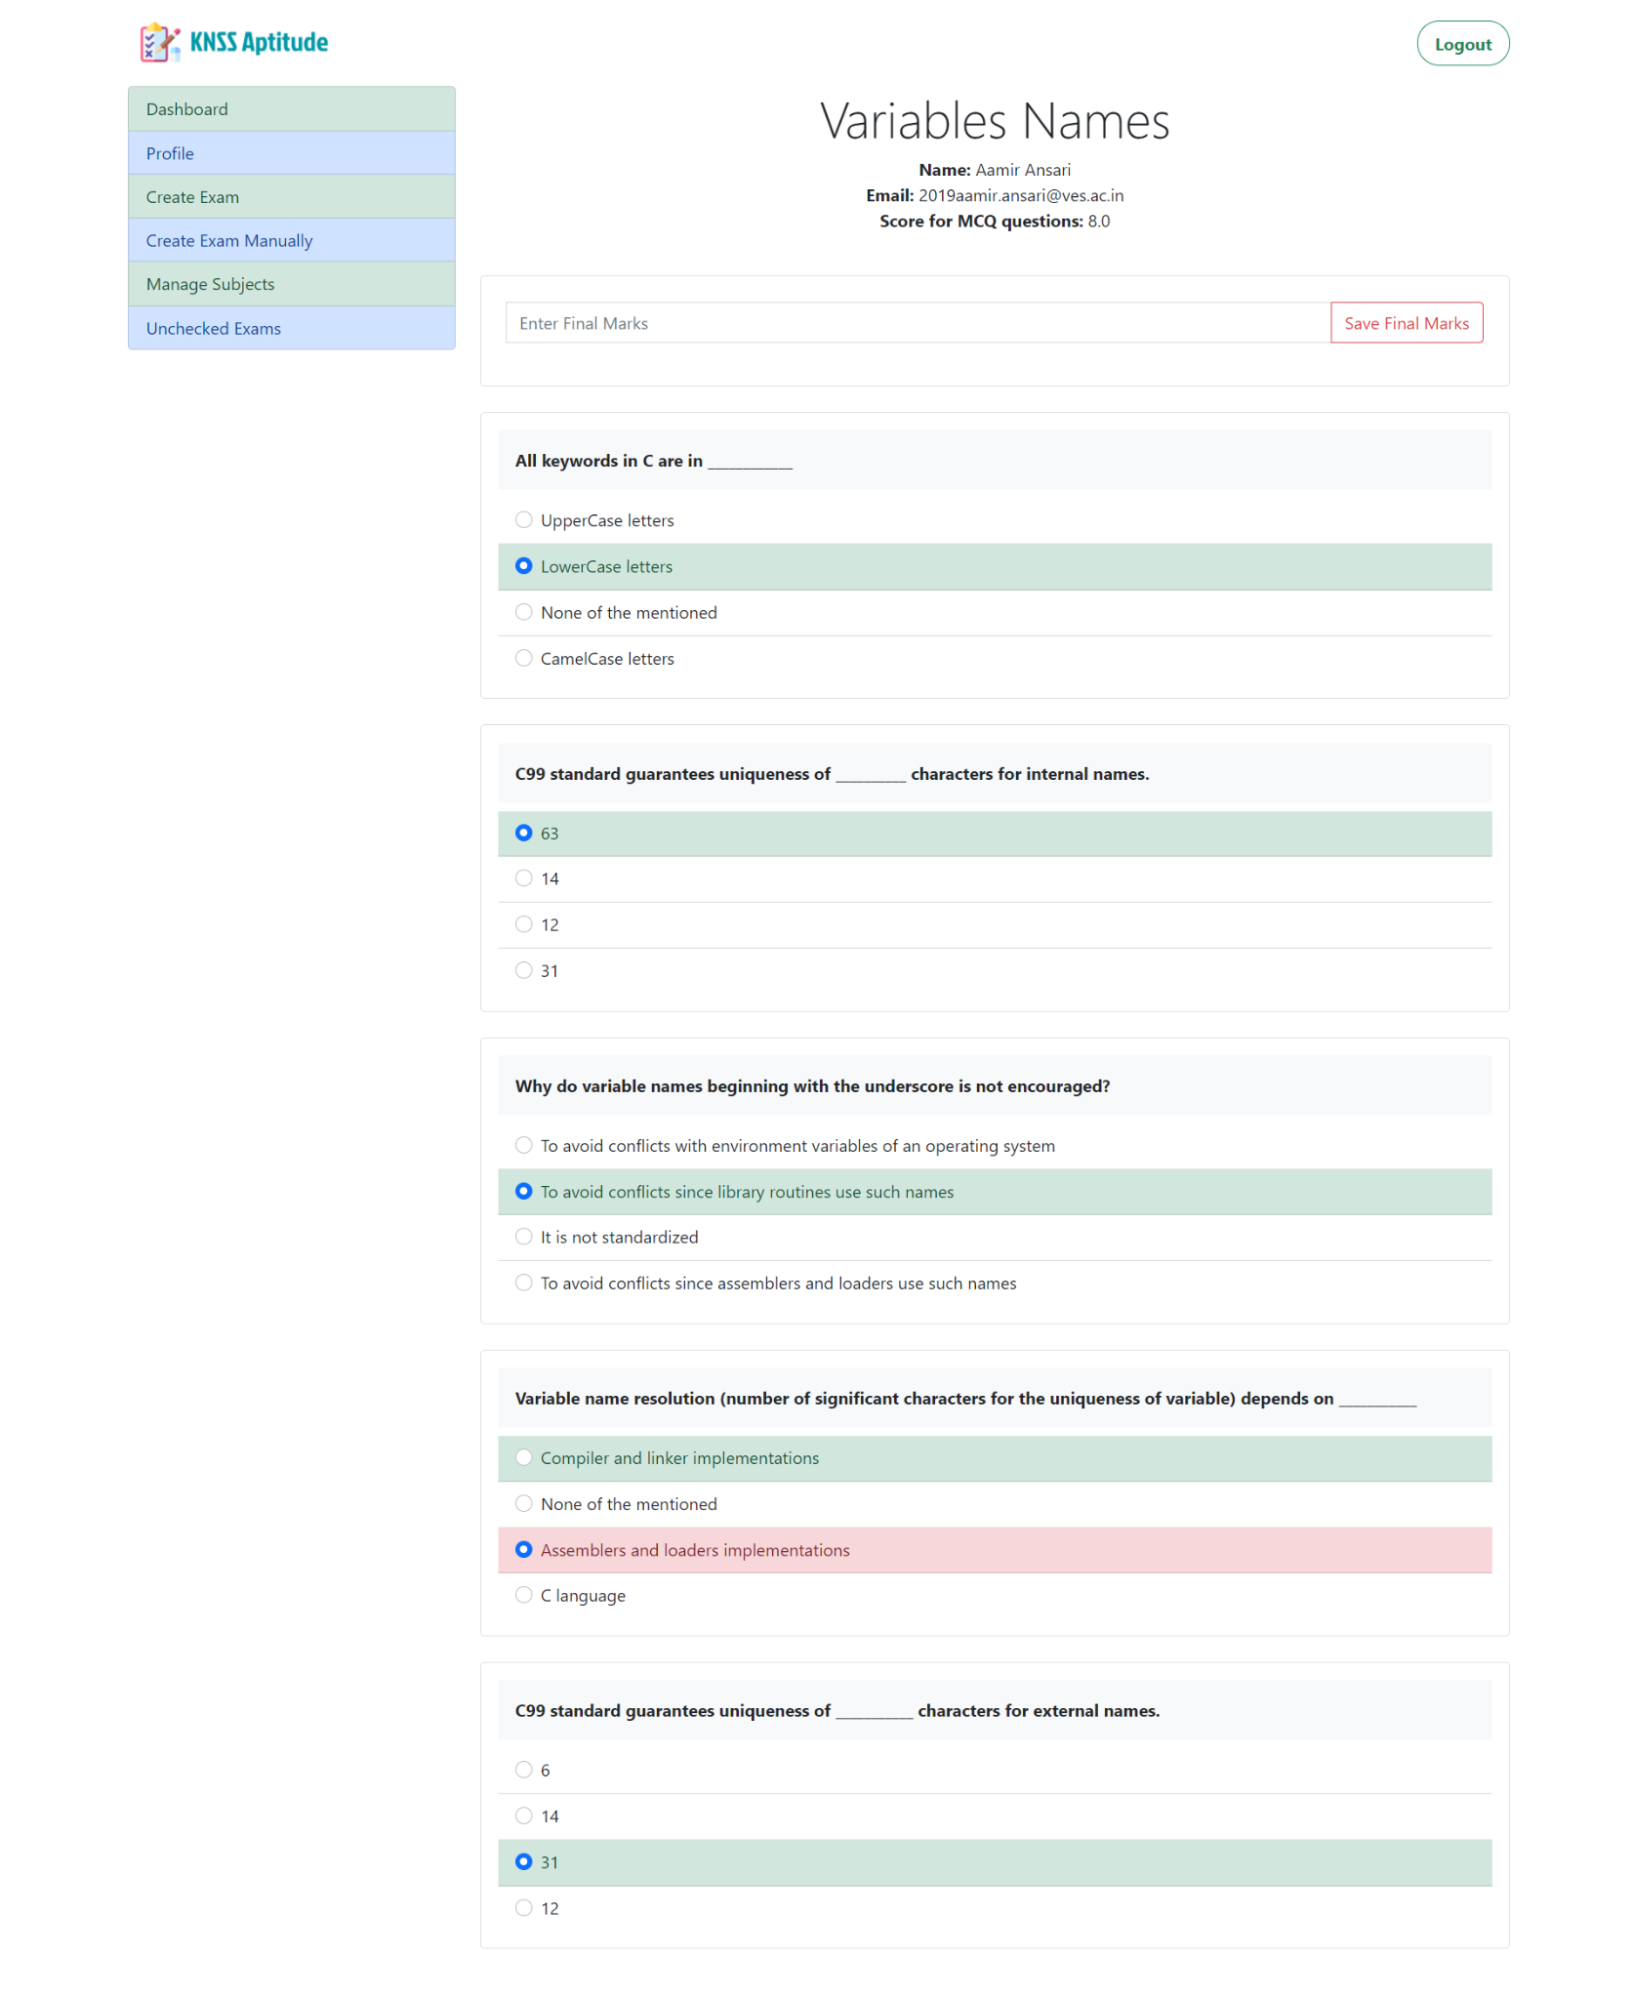 KNSS Aptitude
Logout
Dashboard
Profile
Create Exam
Create Exam Manually
Manage Subjects
Unchecked Exams
Variables Names
Name: Aamir Ansari
Email: 2019aamir.ansari@ves.ac.in
Score for MCQ questions: 8.0
Enter Final Marks
Save Final Marks
All keywords in C are in ____________
UpperCase letters
LowerCase letters
None of the mentioned
CamelCase letters
C99 standard guarantees uniqueness of __________ characters for internal names.
63
14
12
31
Why do variable names beginning with the underscore is not encouraged?
To avoid conflicts with environment variables of an operating system
To avoid conflicts since library routines use such names
It is not standardized
To avoid conflicts since assemblers and loaders use such names
Variable name resolution (number of significant characters for the uniqueness of variable) depends on ___________
Compiler and linker implementations
None of the mentioned
Assemblers and loaders implementations
C language
C99 standard guarantees uniqueness of ___________ characters for external names.
6
14
31
12